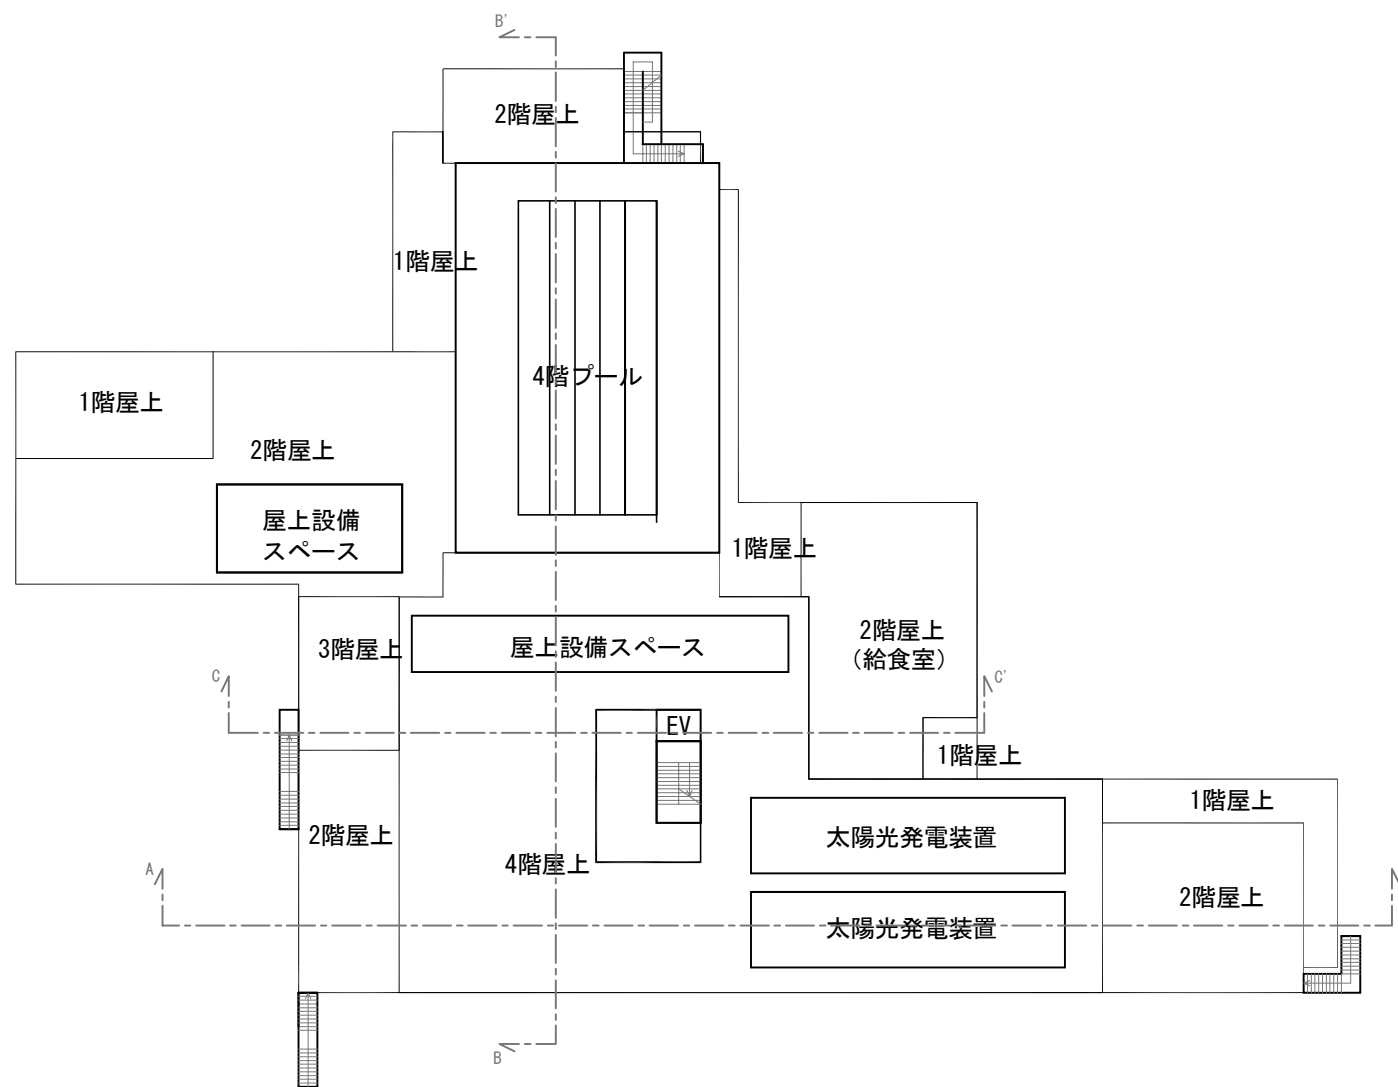 B'
2階屋上
1階屋上
4階プール
1階屋上
2階屋上
屋上設備
スペース
1階屋上
2階屋上
(給食室)
3階屋上
屋上設備スペース
C
C'
EV
1階屋上
1階屋上
2階屋上
太陽光発電装置
4階屋上
A
2階屋上
太陽光発電装置
B